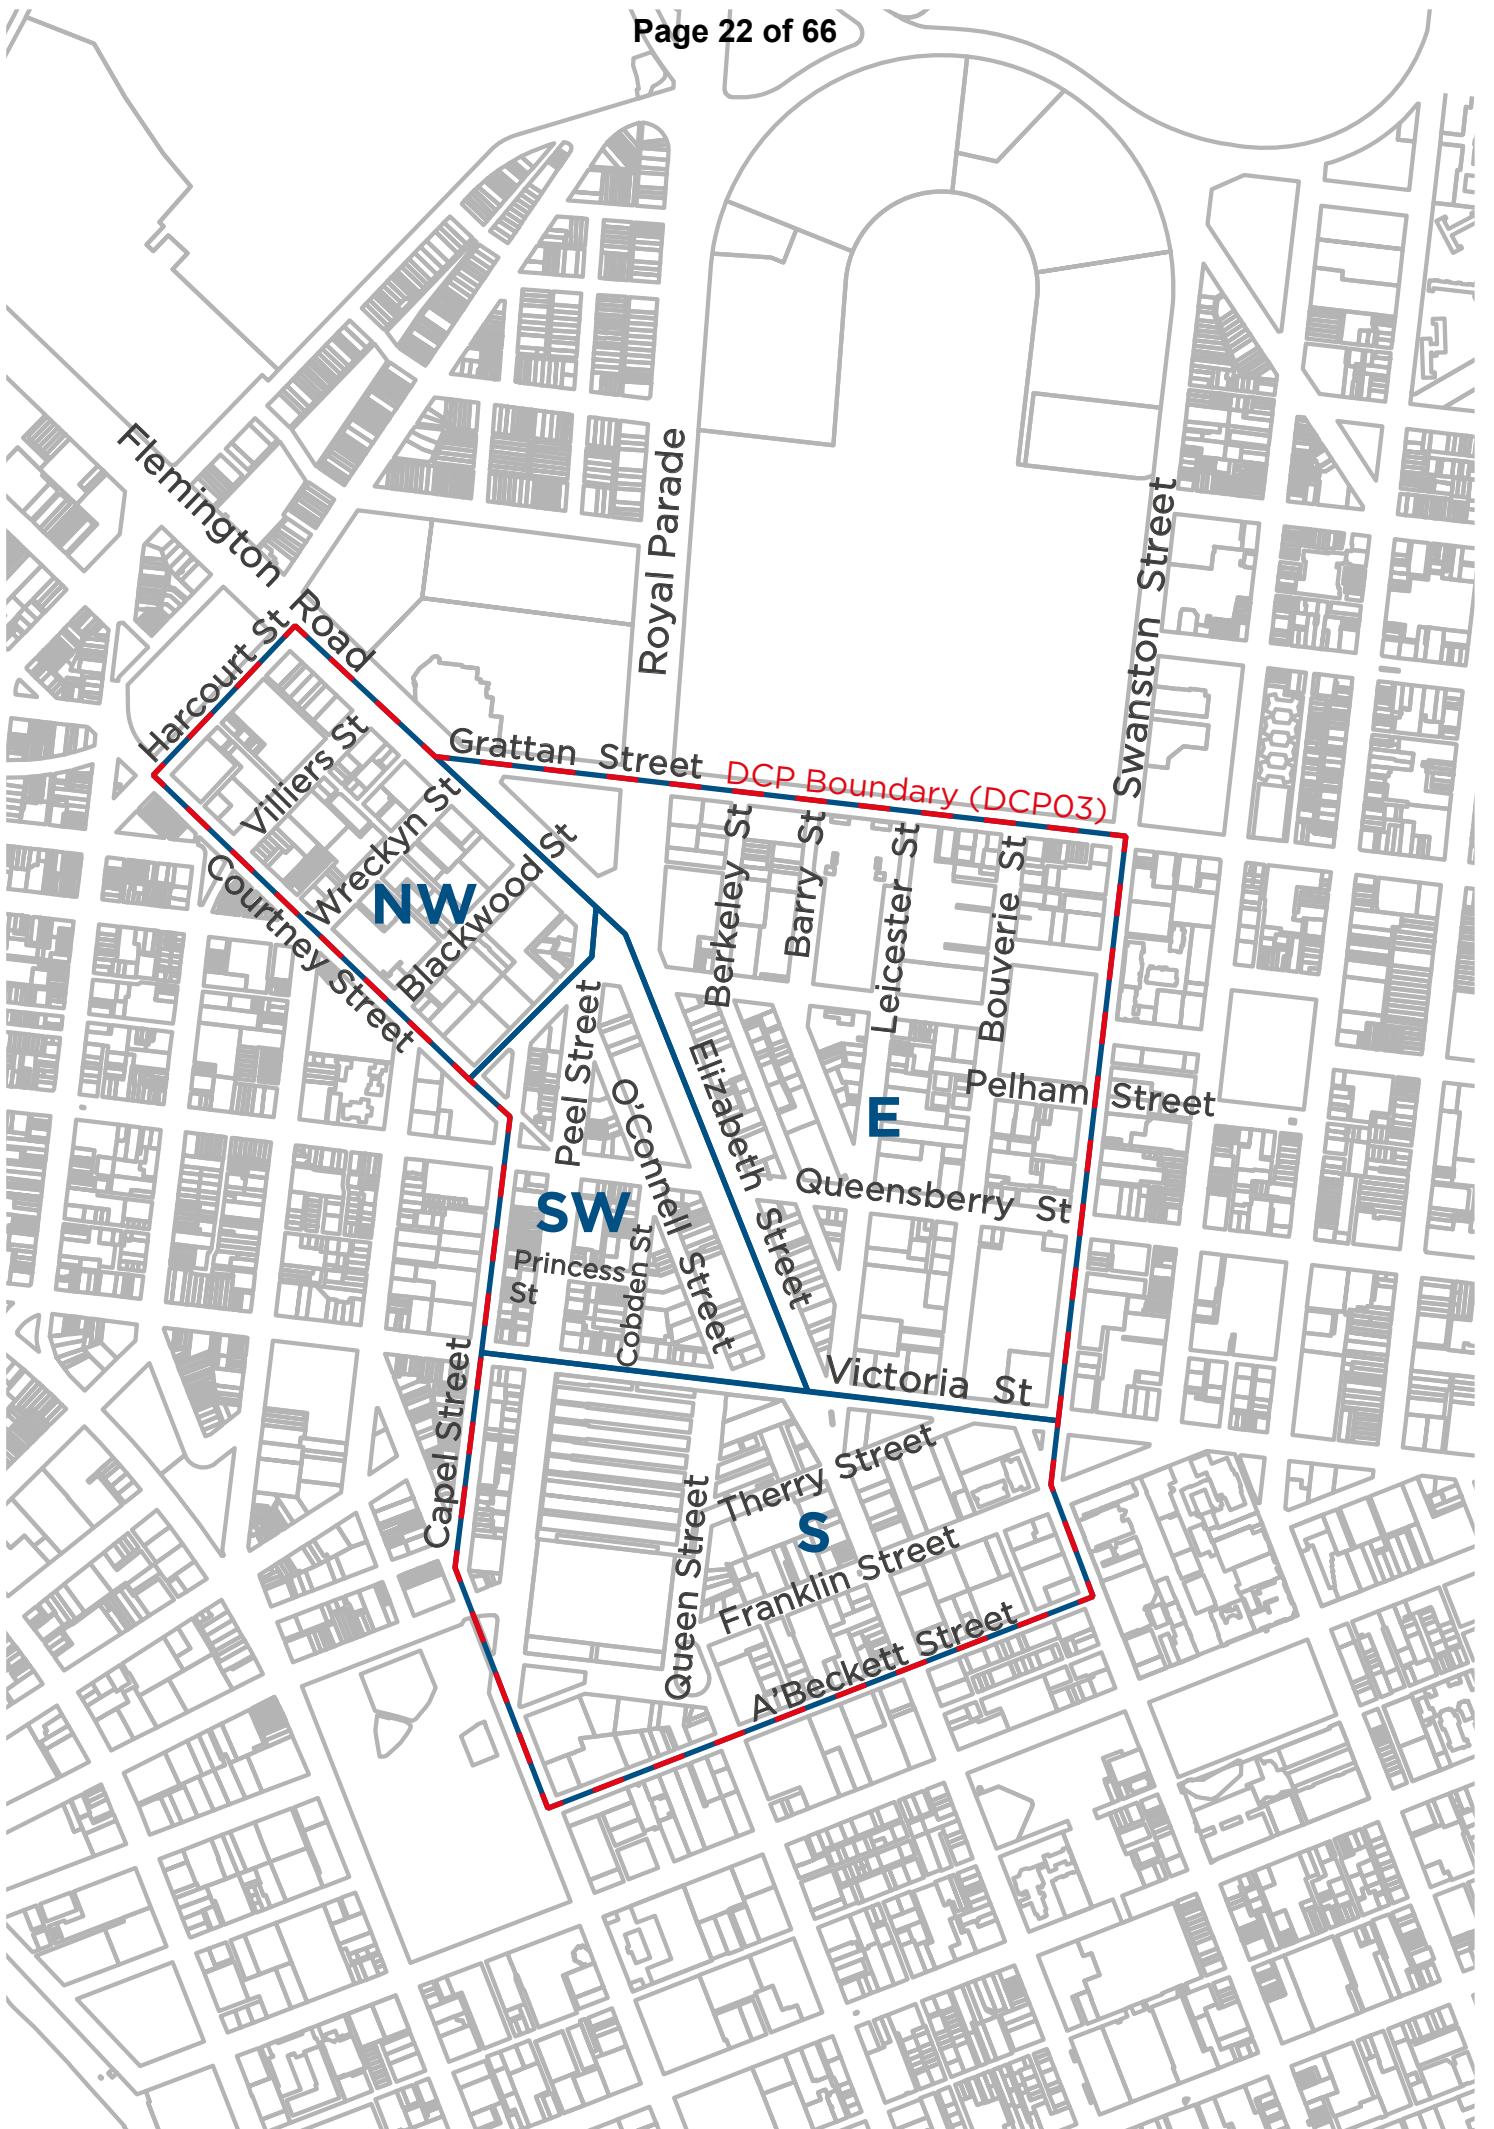 Page 22 of 66
Flemington Road
Royal Parade
Swanston Street
Harcourt St
Villiers St
Grattan Street
DCP Boundary (DCP03)
Wreckyn St
Blackwood St
Courtney Street
NW
Berkeley St
Barry St
Leicester St
Bouverie St
Peel Street
O'Connell Street
Elizabeth Street
Pelham Street
E
Queensberry St
SW
Princess
St
Cobden St
Capel Street
Victoria St
Queen Street
Therry Street
S
Franklin Street
A'Beckett Street